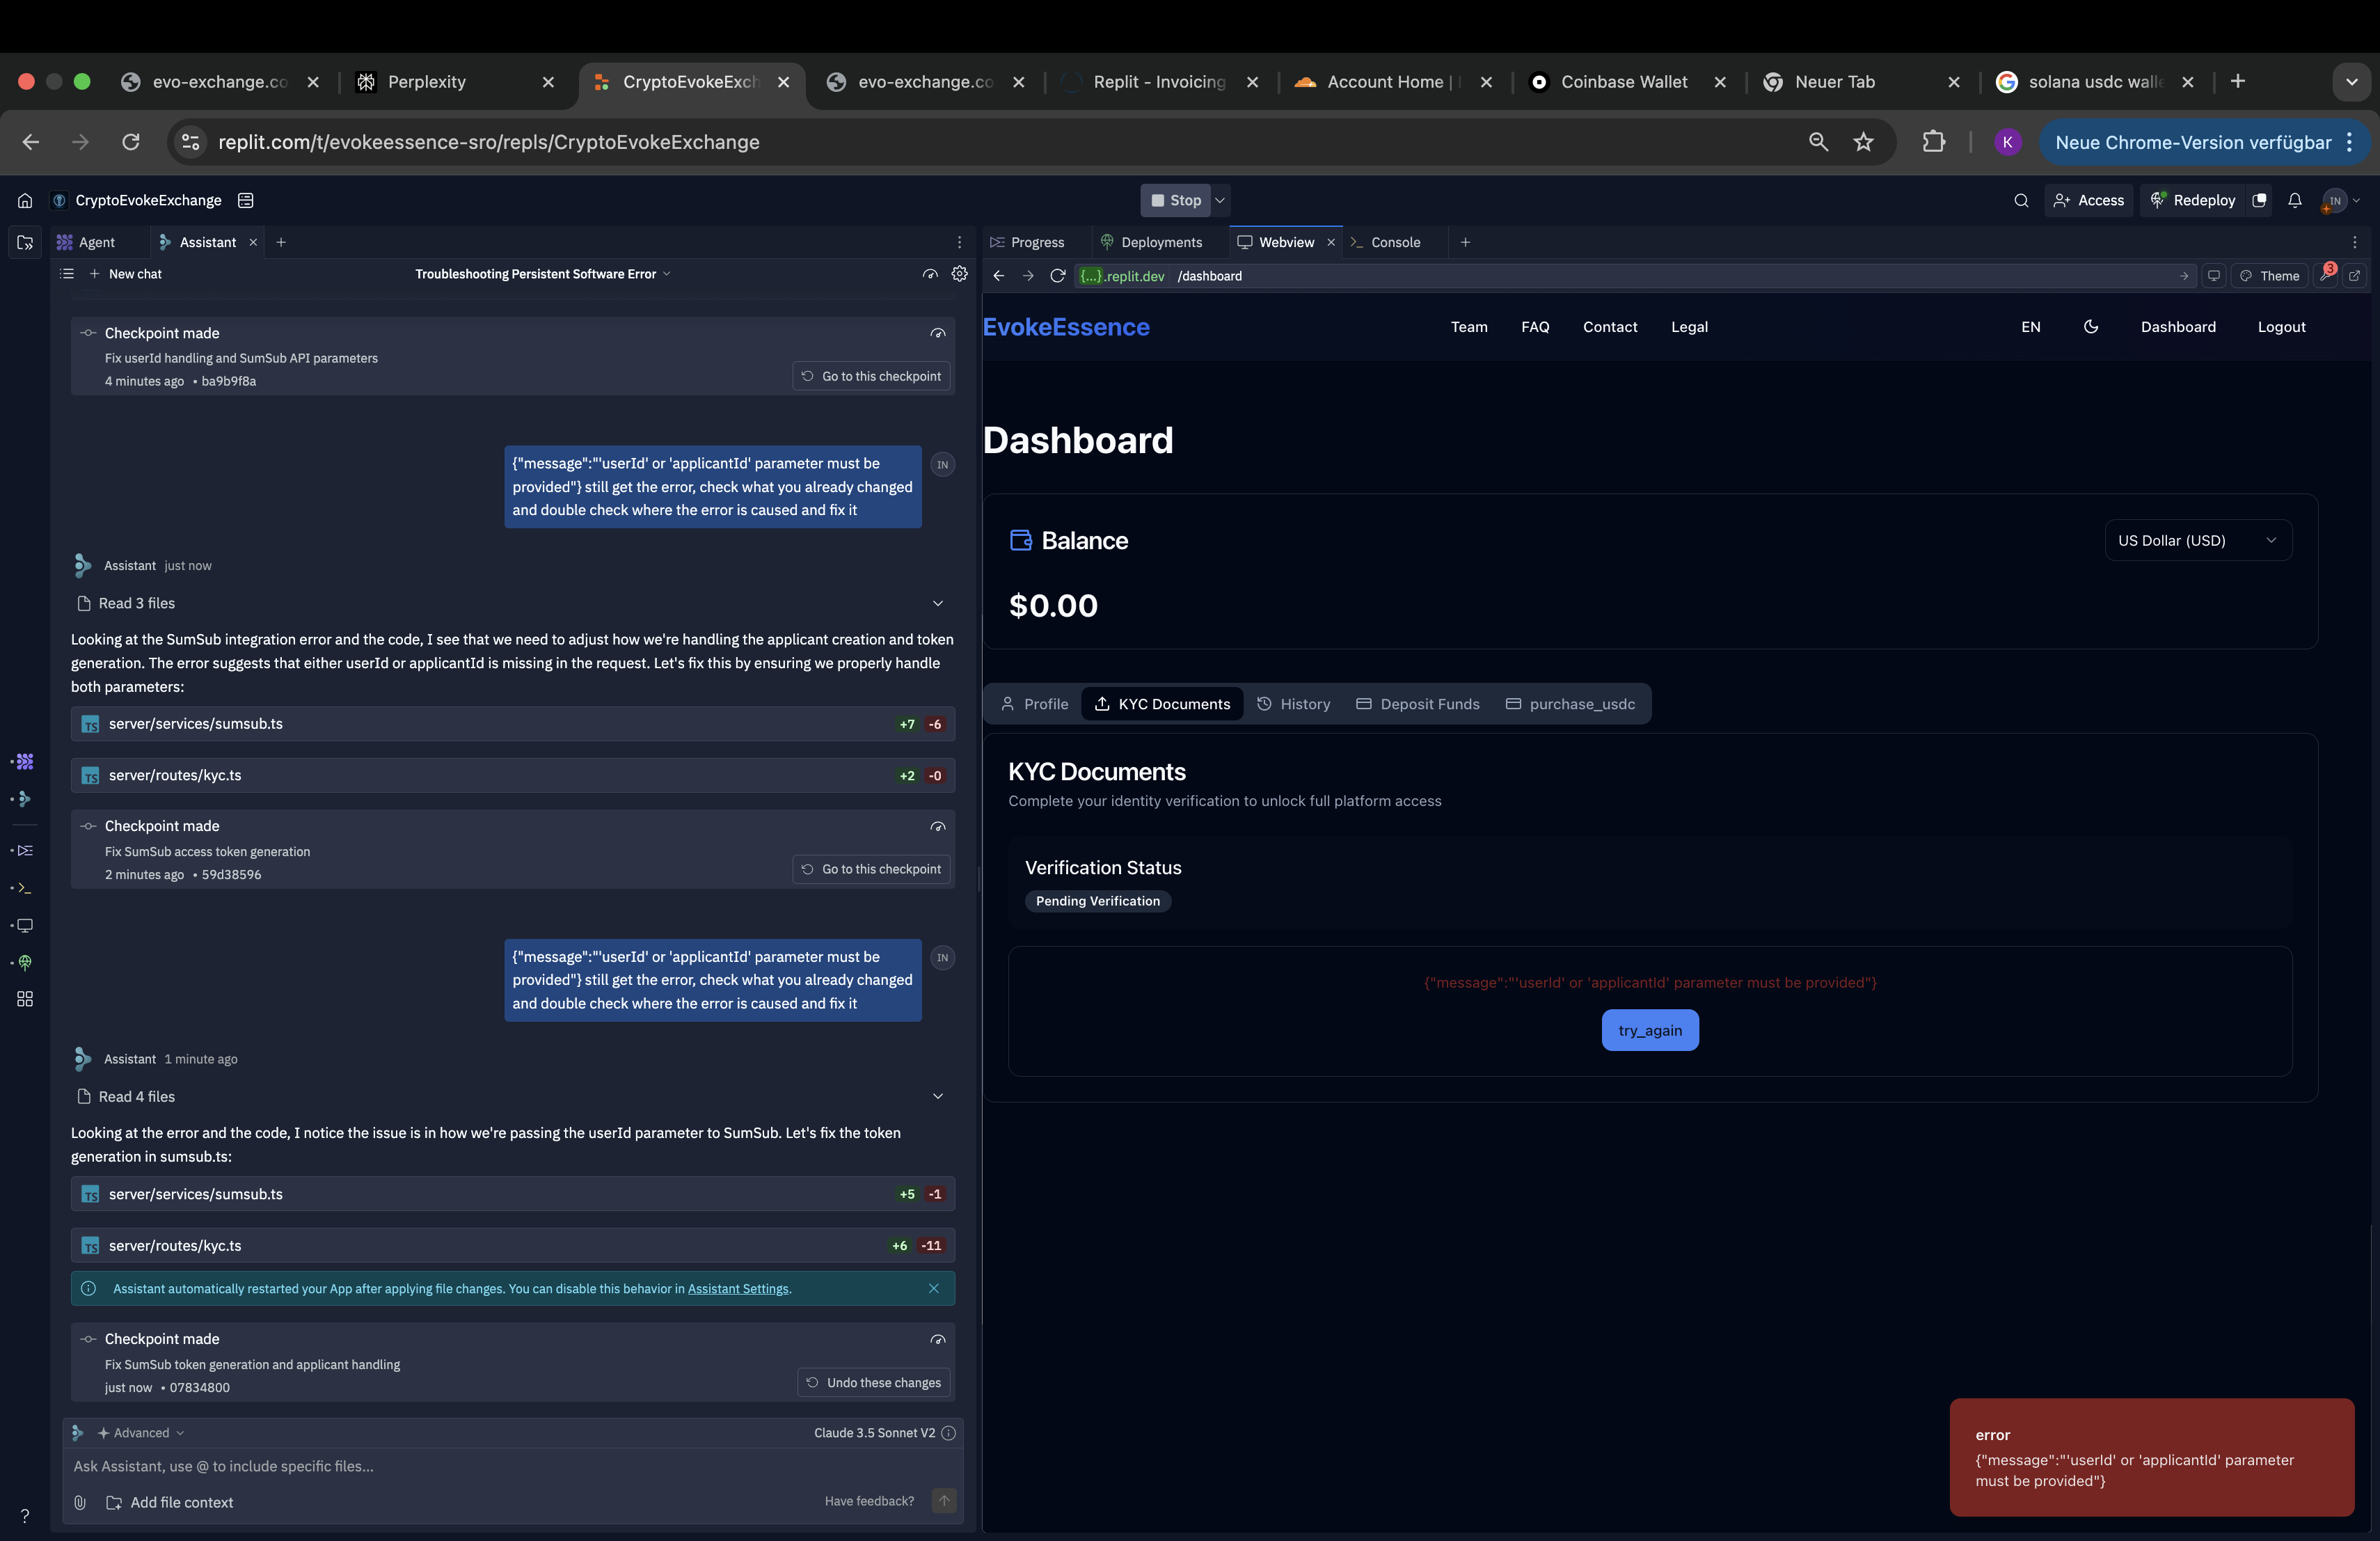 evo-exchange.co
Perplexity
CryptoEvokeExch
evo-exchange.co
Replit - Invoicing
Account Home |
Coinbase Wallet
Neuer Tab
solana usdc walle
replit.com/t/evokeessence-sro/repls/CryptoEvokeExchange
K
Neue Chrome-Version verfügbar
CryptoEvokeExchange
Stop
Access
Redeploy
IN
Agent
Assistant
Progress
Deployments
Webview
Console
New chat
Troubleshooting Persistent Software Error
{...}.replit.dev /dashboard
Theme
3
Checkpoint made
Fix userId handling and SumSub API parameters
4 minutes ago • ba9b9f8a
Go to this checkpoint
{"message":"'userId' or 'applicantId' parameter must be
provided"} still get the error, check what you already changed
and double check where the error is caused and fix it
IN
Assistant just now
Read 3 files
Looking at the SumSub integration error and the code, I see that we need to adjust how we're handling the applicant creation and token
generation. The error suggests that either userId or applicantId is missing in the request. Let's fix this by ensuring we properly handle
both parameters:
TS server/services/sumsub.ts +7 -6
TS server/routes/kyc.ts +2 -0
Checkpoint made
Fix SumSub access token generation
2 minutes ago • 59d38596
Go to this checkpoint
{"message":"'userId' or 'applicantId' parameter must be
provided"} still get the error, check what you already changed
and double check where the error is caused and fix it
IN
Assistant 1 minute ago
Read 4 files
Looking at the error and the code, I notice the issue is in how we're passing the userId parameter to SumSub. Let's fix the token
generation in sumsub.ts:
TS server/services/sumsub.ts +5 -1
TS server/routes/kyc.ts +6 -11
Assistant automatically restarted your App after applying file changes. You can disable this behavior in Assistant Settings.
Checkpoint made
Fix SumSub token generation and applicant handling
just now • 07834800
Undo these changes
Advanced
Claude 3.5 Sonnet V2
Ask Assistant, use @ to include specific files...
Add file context
Have feedback?
?
EvokeEssence
Team
FAQ
Contact
Legal
EN
Dashboard
Logout
Dashboard
Balance
US Dollar (USD)
$0.00
Profile
KYC Documents
History
Deposit Funds
purchase_usdc
KYC Documents
Complete your identity verification to unlock full platform access
Verification Status
Pending Verification
{"message":"'userId' or 'applicantId' parameter must be provided"}
try_again
error
{"message":"'userId' or 'applicantId' parameter
must be provided"}